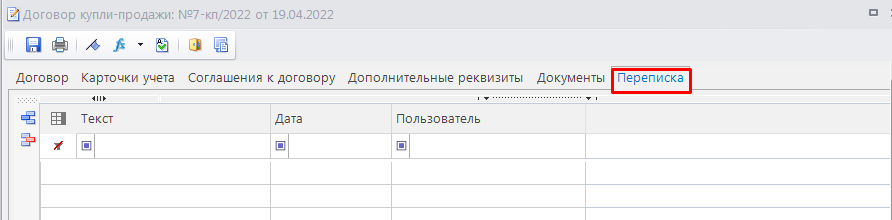 Договор купли-продажи: №7-кп/2022 от 19.04.2022
Договор Карточки учета Соглашения к договору Дополнительные реквизиты Документы Переписка
Текст Дата Пользователь